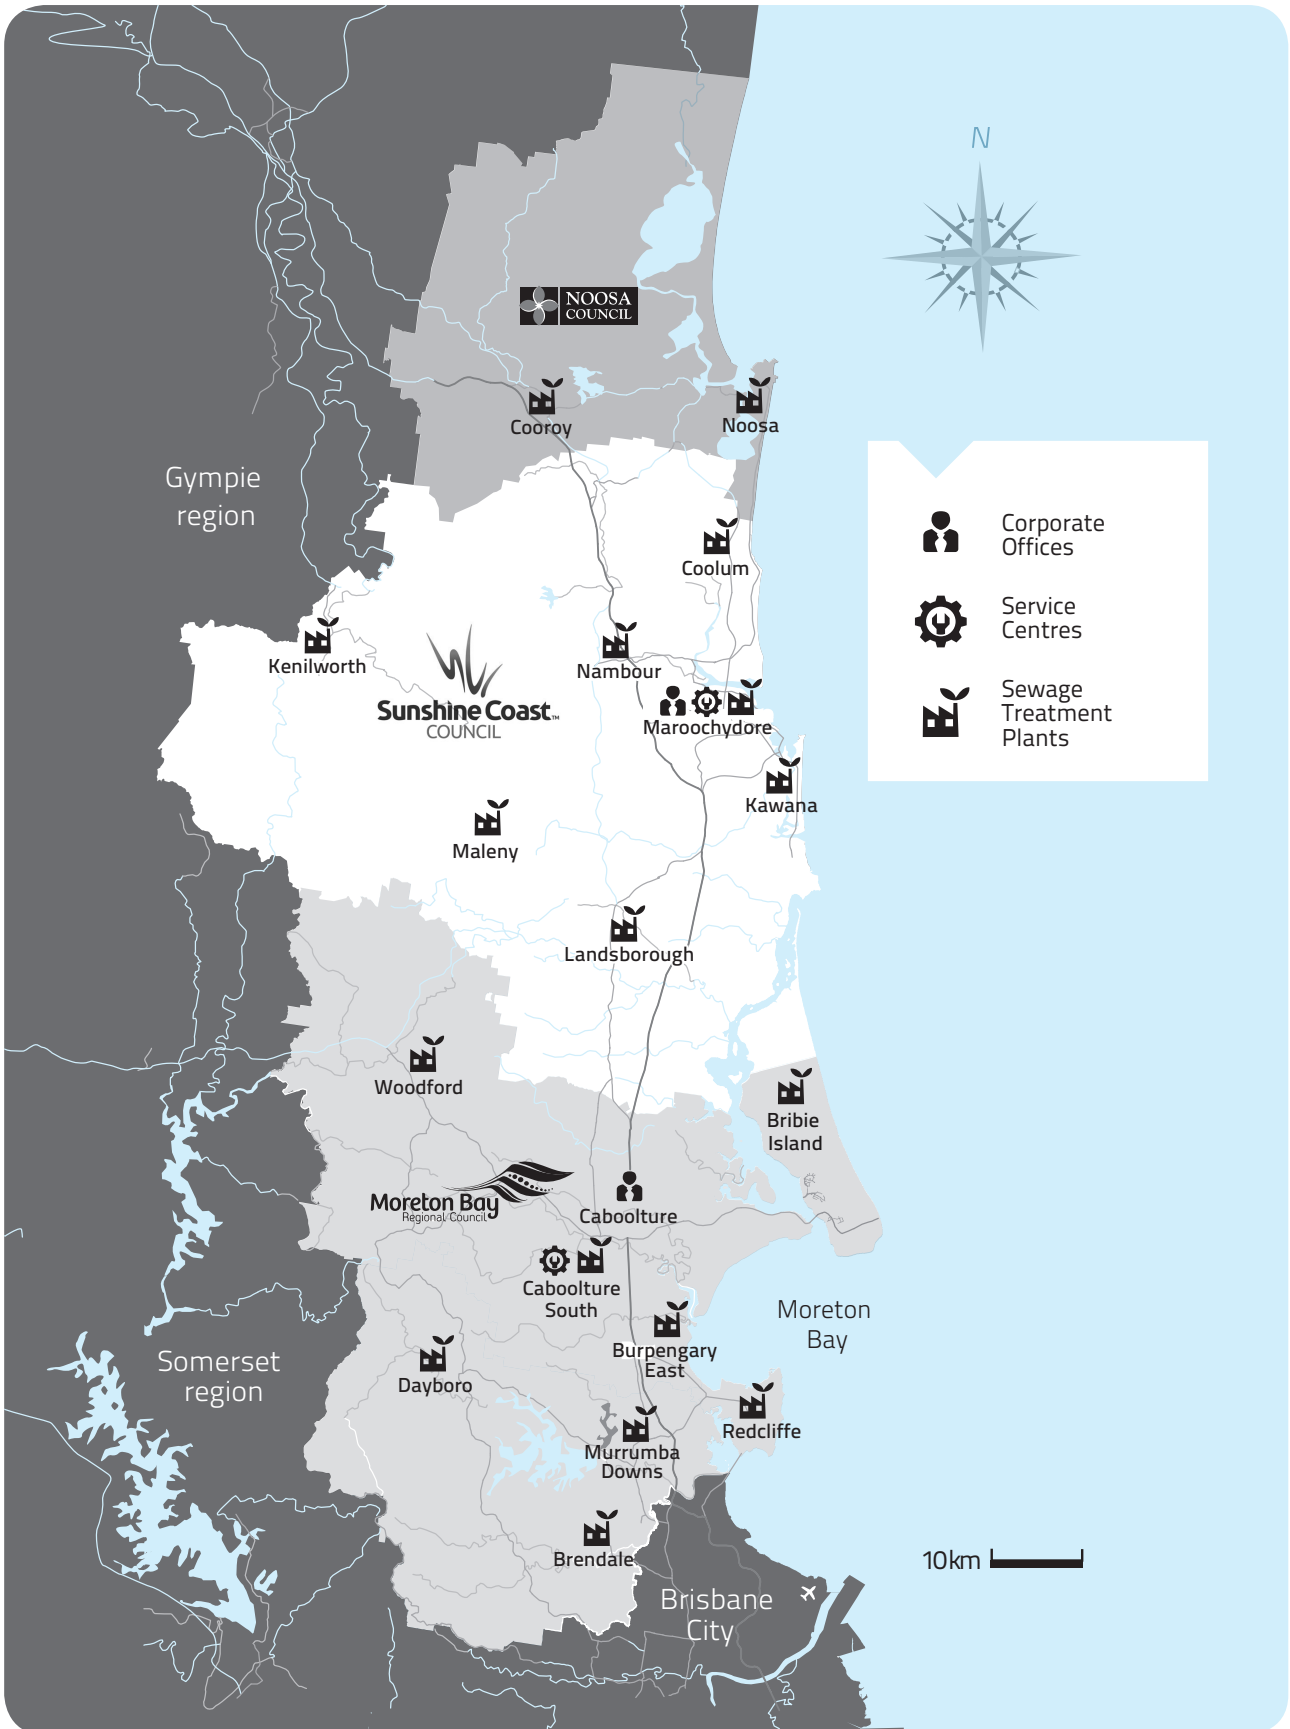 N
NOOSA
COUNCIL
Cooroy
Noosa
Gympie
region
Corporate
Offices
Service
Centres
Sewage
Treatment
Plants
Coolum
Kenilworth
Nambour
Sunshine Coast™
COUNCIL
Maroochydore
Kawana
Maleny
Landsborough
Woodford
Bribie
Island
Moreton Bay
Regional Council
Caboolture
Caboolture
South
Moreton
Bay
Burpengary
East
Somerset
region
Dayboro
Redcliffe
Murrumba
Downs
Brendale
10km
Brisbane
City